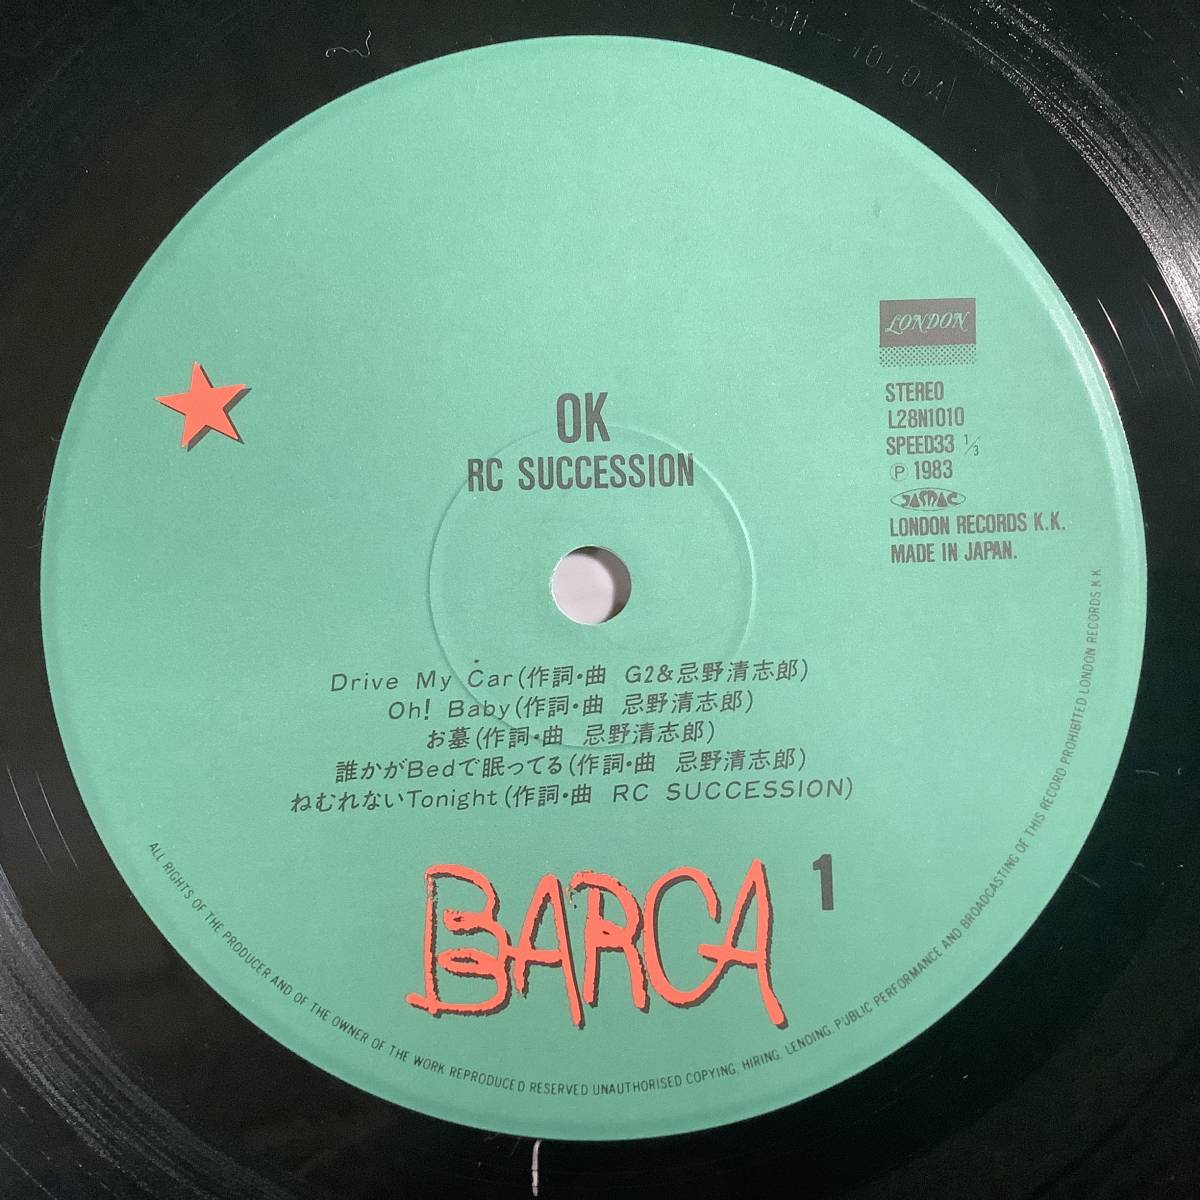 L28N-1010 A
LONDON
STEREO
L28N1010
SPEED33 1/3
Ⓟ 1983
JASRAC
LONDON RECORDS K.K.
MADE IN JAPAN.
OK
RC SUCCESSION
Drive My Car(作詞・曲 G2&忌野清志郎)
Oh! Baby(作詞・曲 忌野清志郎)
お墓(作詞・曲 忌野清志郎)
誰かがBedで眠ってる(作詞・曲 忌野清志郎)
ねむれないTonight(作詞・曲 RC SUCCESSION)
BARCA
1
ALL RIGHTS OF THE PRODUCER AND OF THE OWNER OF THE WORK REPRODUCED RESERVED UNAUTHORISED COPYING, HIRING, LENDING, PUBLIC PERFORMANCE AND BROADCASTING OF THIS RECORD PROHIBITED LONDON RECORDS K.K